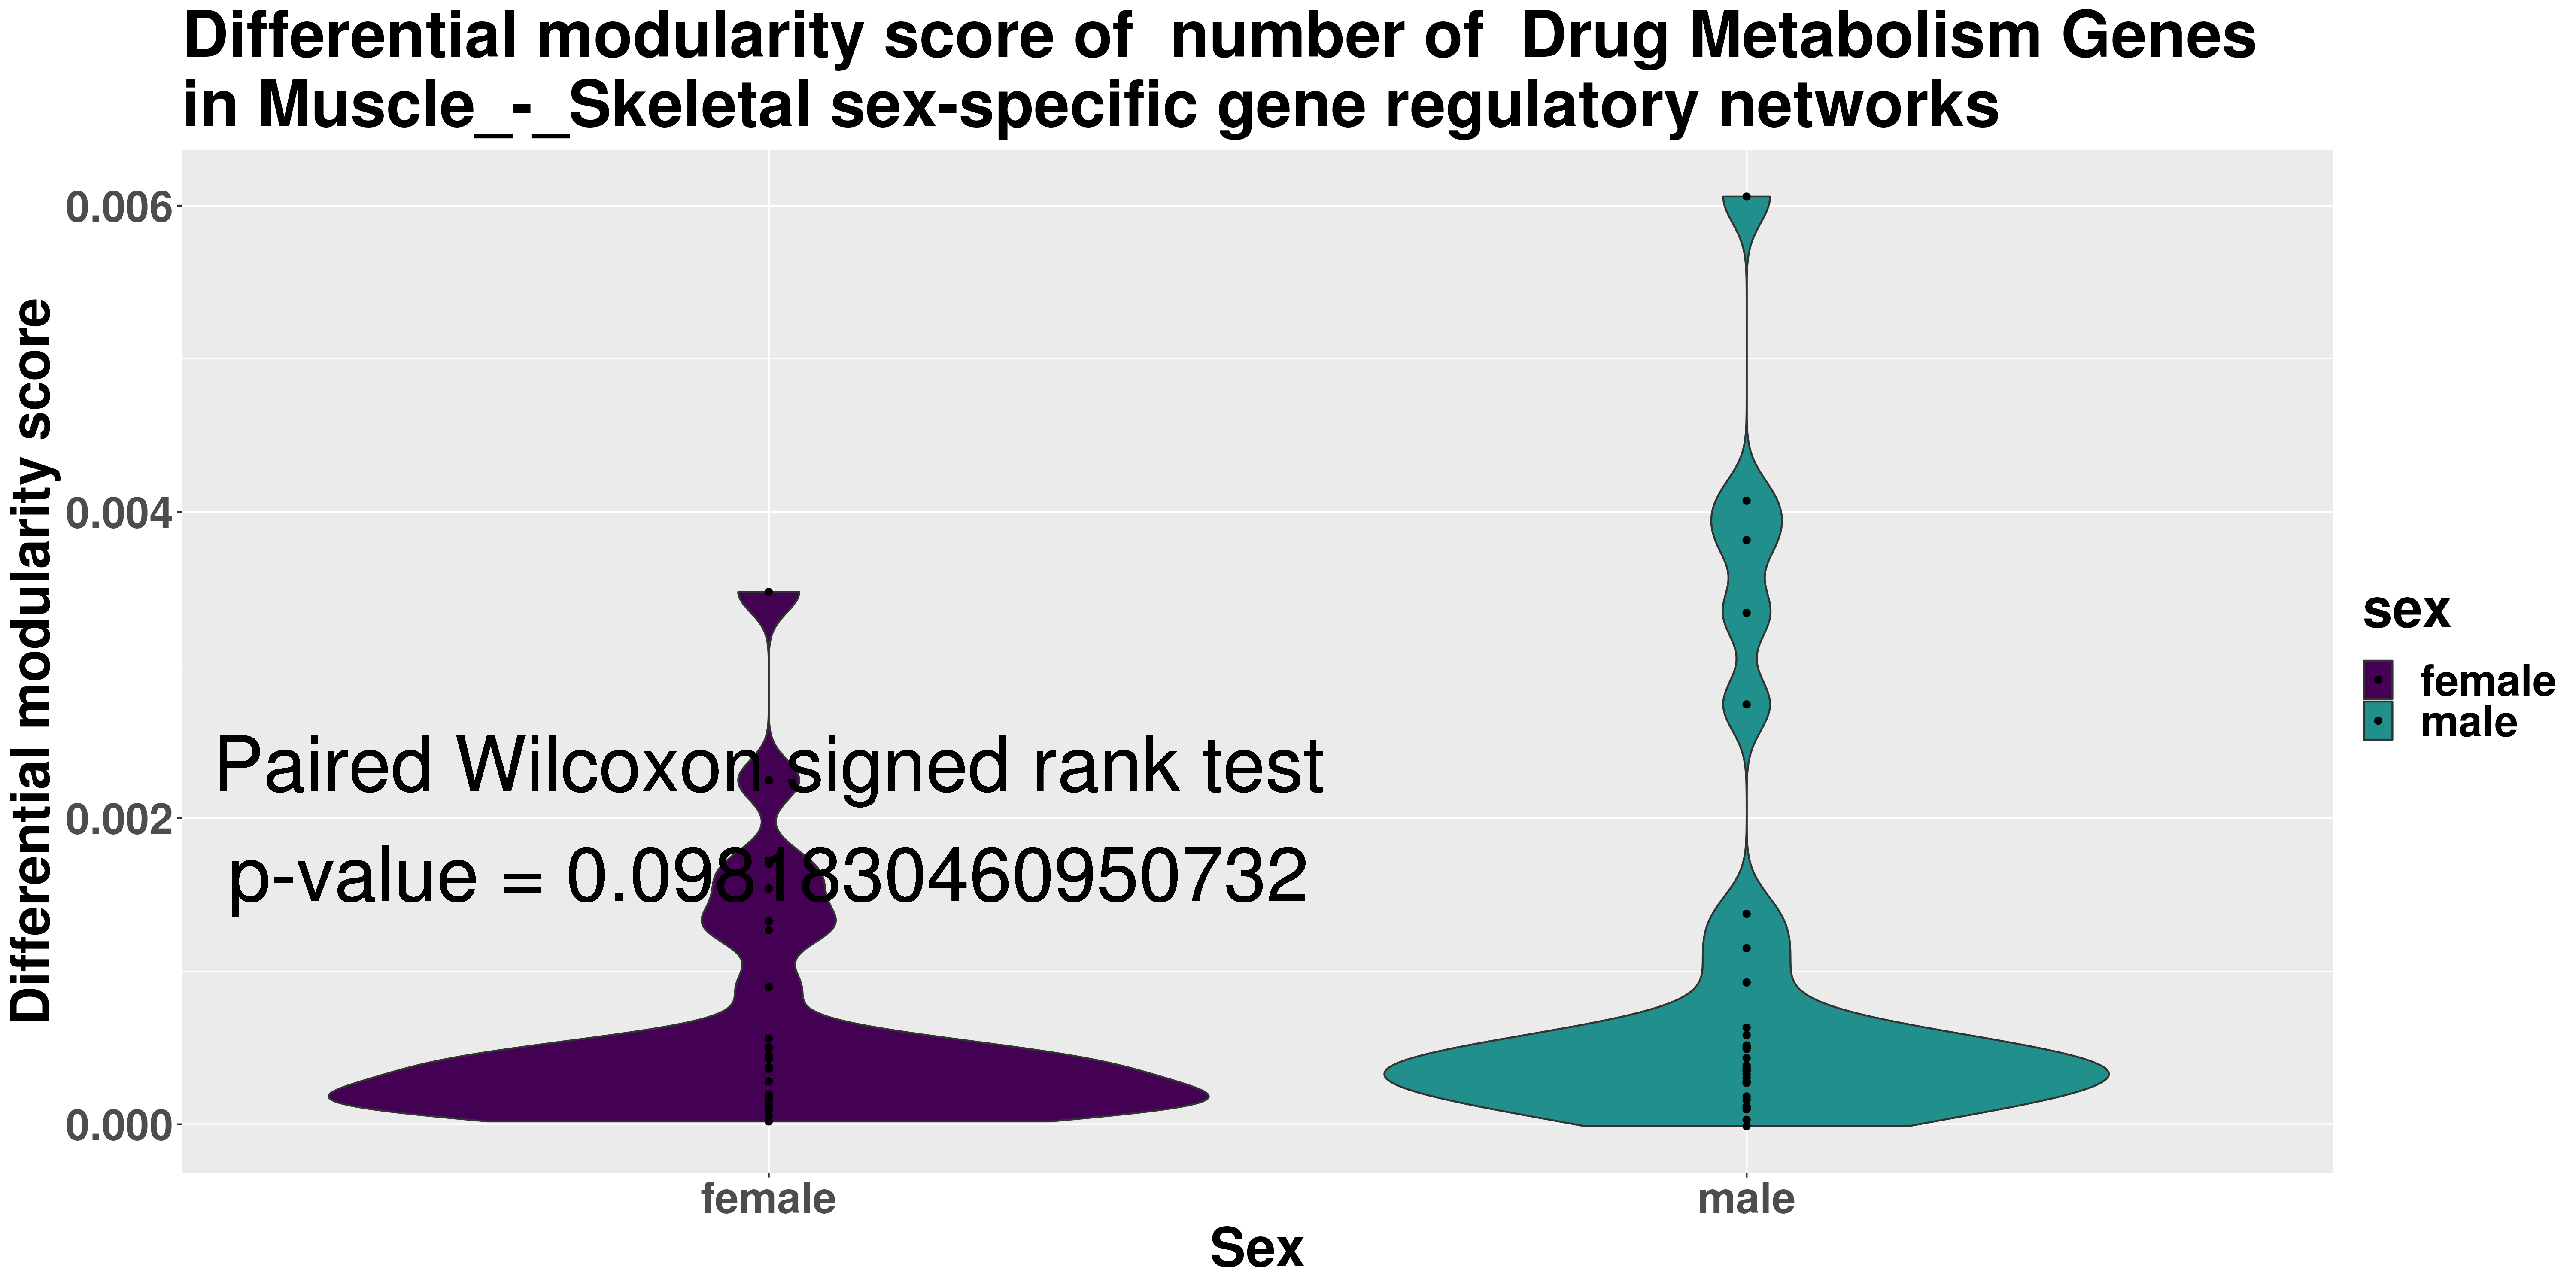 Differential modularity score of  number of  Drug Metabolism Genes
in Muscle_-_Skeletal sex-specific gene regulatory networks
Differential modularity score
0.006
0.004
0.002
0.000
Paired Wilcoxon signed rank test
p-value = 0.0981830460950732
female
male
Sex
sex
female
male